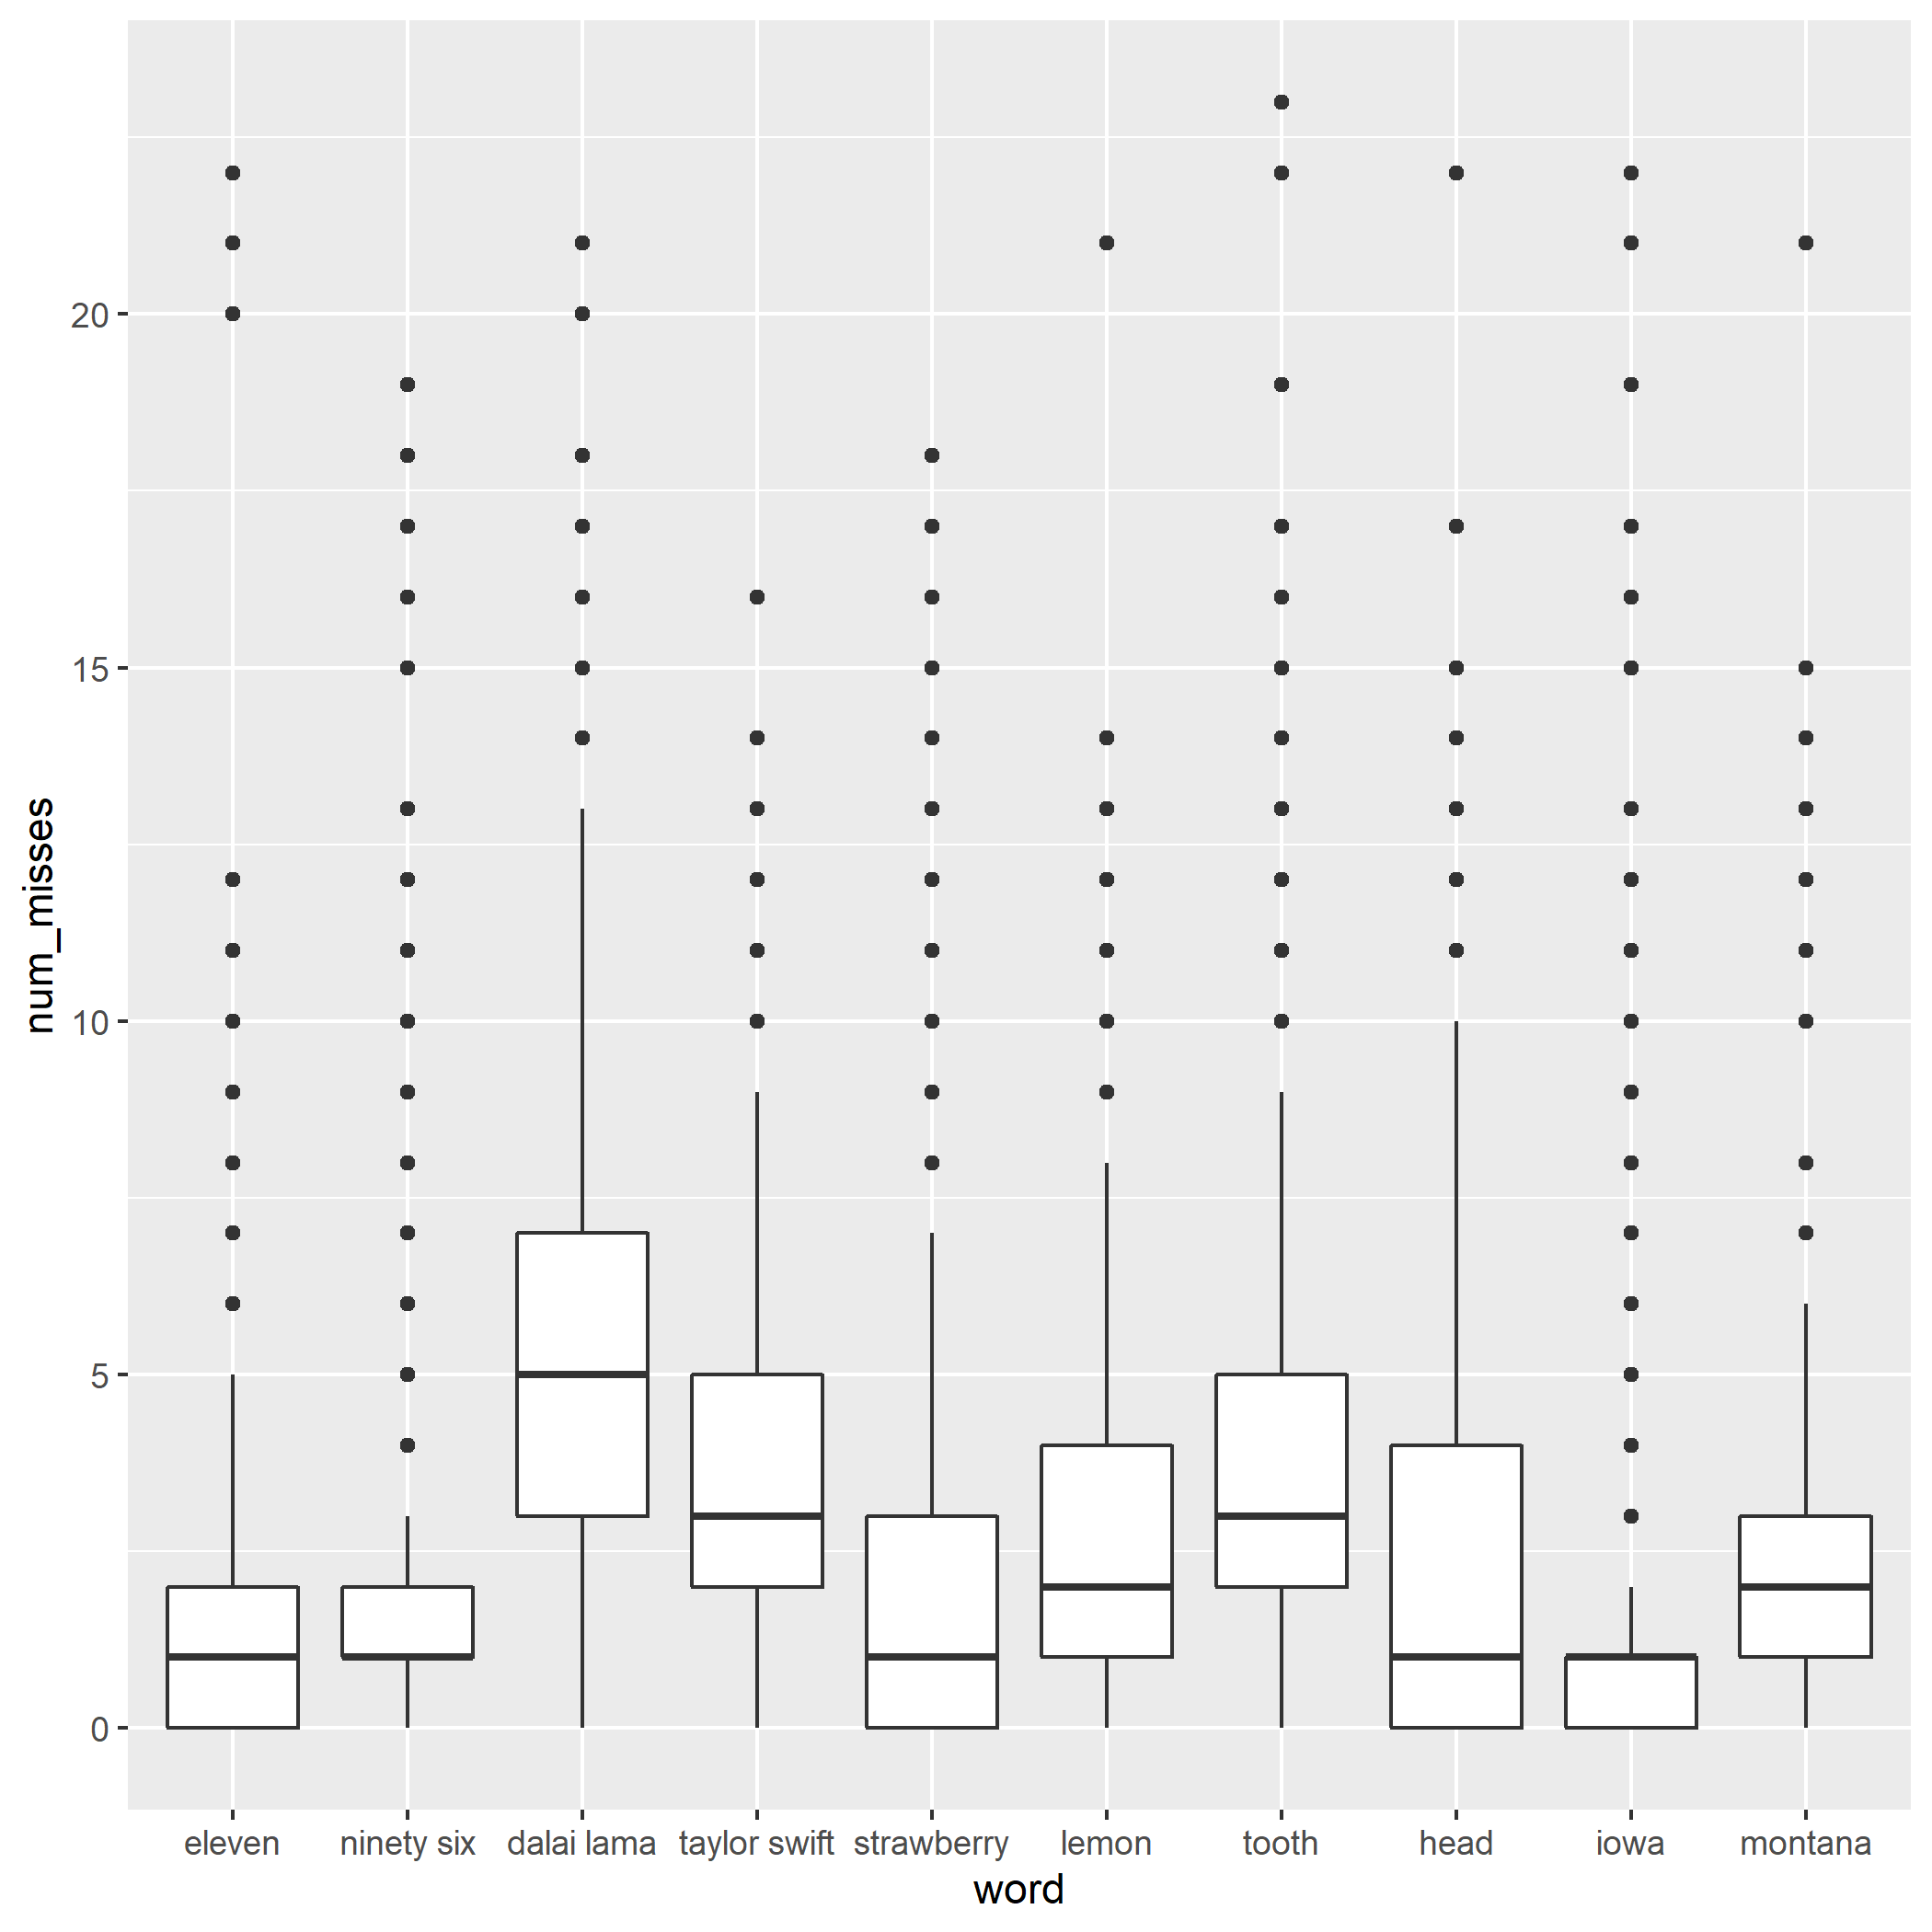 num_misses
20
15
10
5
0
eleven ninety six dalai lama taylor swift strawberry lemon tooth head iowa montana
word